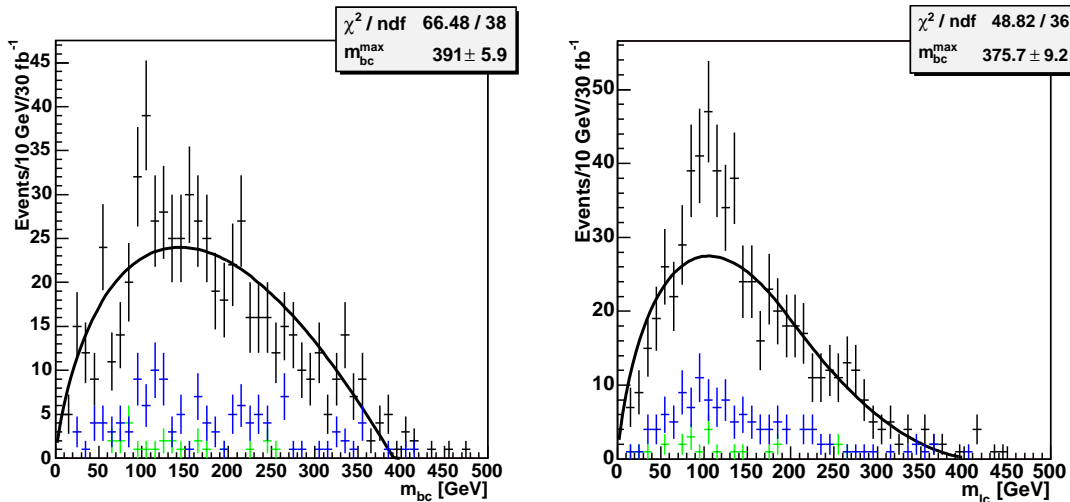 χ² / ndf 66.48 / 38
m_bc^max 391 ± 5.9
Events/10 GeV/30 fb⁻¹
45
40
35
30
25
20
15
10
5
0
0 50 100 150 200 250 300 350 400 450 500
m_bc [GeV]
χ² / ndf 48.82 / 36
m_bc^max 375.7 ± 9.2
Events/10 GeV/30 fb⁻¹
50
40
30
20
10
0
0 50 100 150 200 250 300 350 400 450 500
m_lc [GeV]